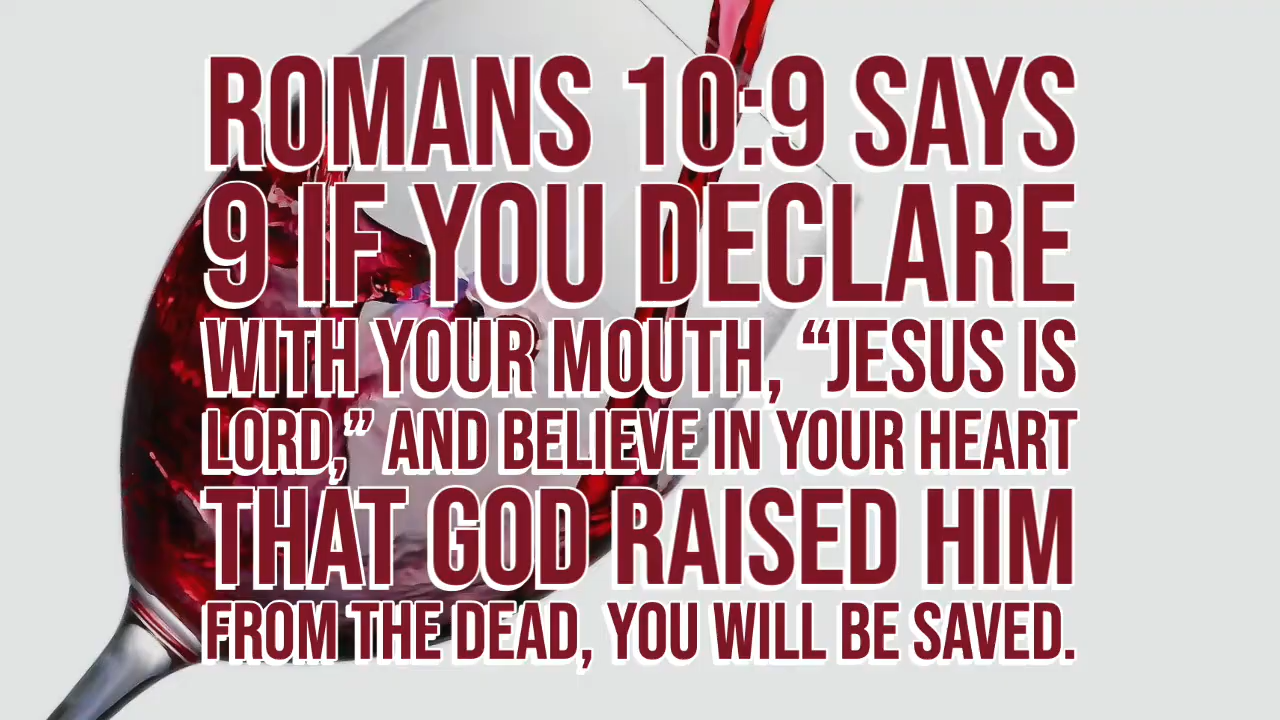 ROMANS 10:9 SAYS
9 IF YOU DECLARE
WITH YOUR MOUTH, “JESUS IS
LORD,” AND BELIEVE IN YOUR HEART
THAT GOD RAISED HIM
FROM THE DEAD, YOU WILL BE SAVED.